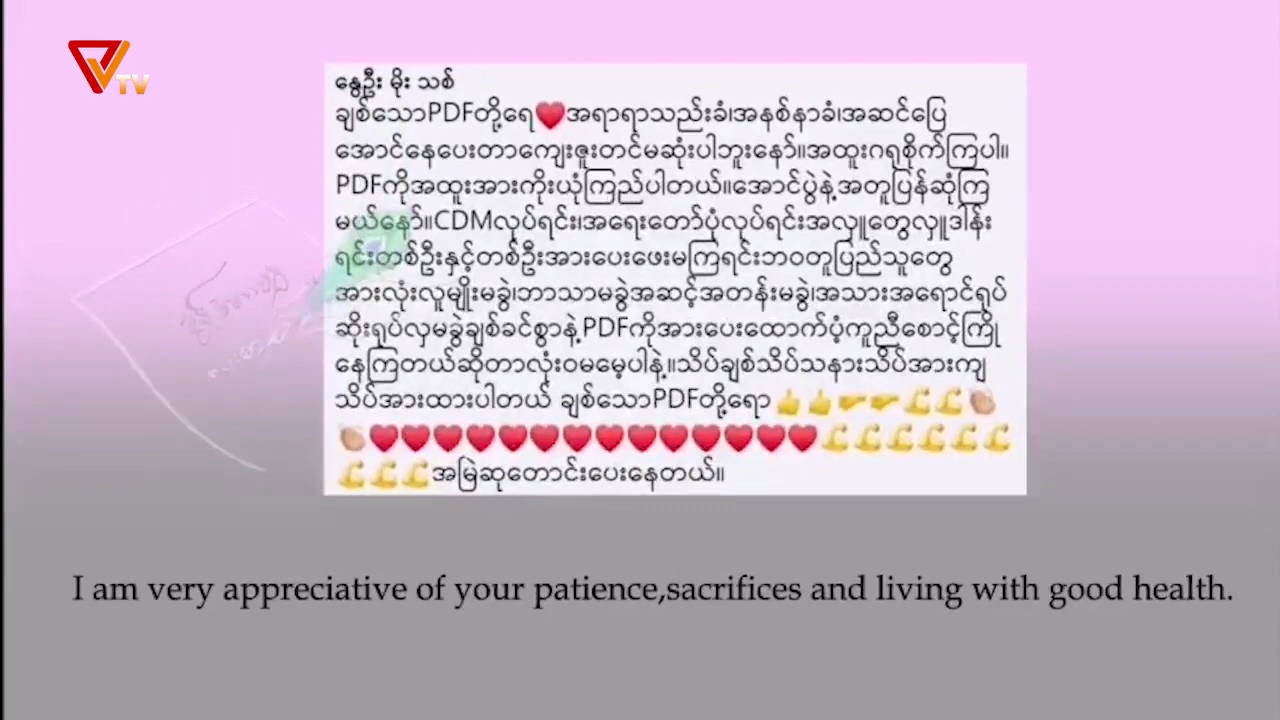 TV
နွေဦး မိုး သစ်
ချစ်သောPDFတို့ရေ❤️အရာရာသည်းခံ၊အနစ်နာခံ၊အဆင်ပြေ
အောင်နေပေးတာကျေးဇူးတင်မဆုံးပါဘူးနော်။အထူးဂရုစိုက်ကြပါ။
PDFကိုအထူးအားကိုးယုံကြည်ပါတယ်။အောင်ပွဲနဲ့အတူပြန်ဆုံကြ
မယ်နော်။CDMလုပ်ရင်း၊အရေးတော်ပုံလုပ်ရင်းအလှူတွေလှူဒါန်း
ရင်းတစ်ဦးနှင့်တစ်ဦးအားပေးဖေးမကြရင်းဘဝတူပြည်သူတွေ
အားလုံးလူမျိုးမခွဲ၊ဘာသာမခွဲအဆင့်အတန်းမခွဲ၊အသားအရောင်ရုပ်
ဆိုးရုပ်လှမခွဲချစ်ခင်စွာနဲ့PDFကိုအားပေးထောက်ပံ့ကူညီစောင့်ကြို
နေကြတယ်ဆိုတာလုံးဝမမေ့ပါနဲ့။သိပ်ချစ်သိပ်သနားသိပ်အားကျ
သိပ်အားထားပါတယ် ချစ်သောPDFတို့ရော👍👍🤛🤛💪💪👏
👏❤️❤️❤️❤️❤️❤️❤️❤️❤️❤️❤️❤️❤️❤️💪💪💪💪💪💪
💪💪💪အမြဲဆုတောင်းပေးနေတယ်။
I am very appreciative of your patience,sacrifices and living with good health.